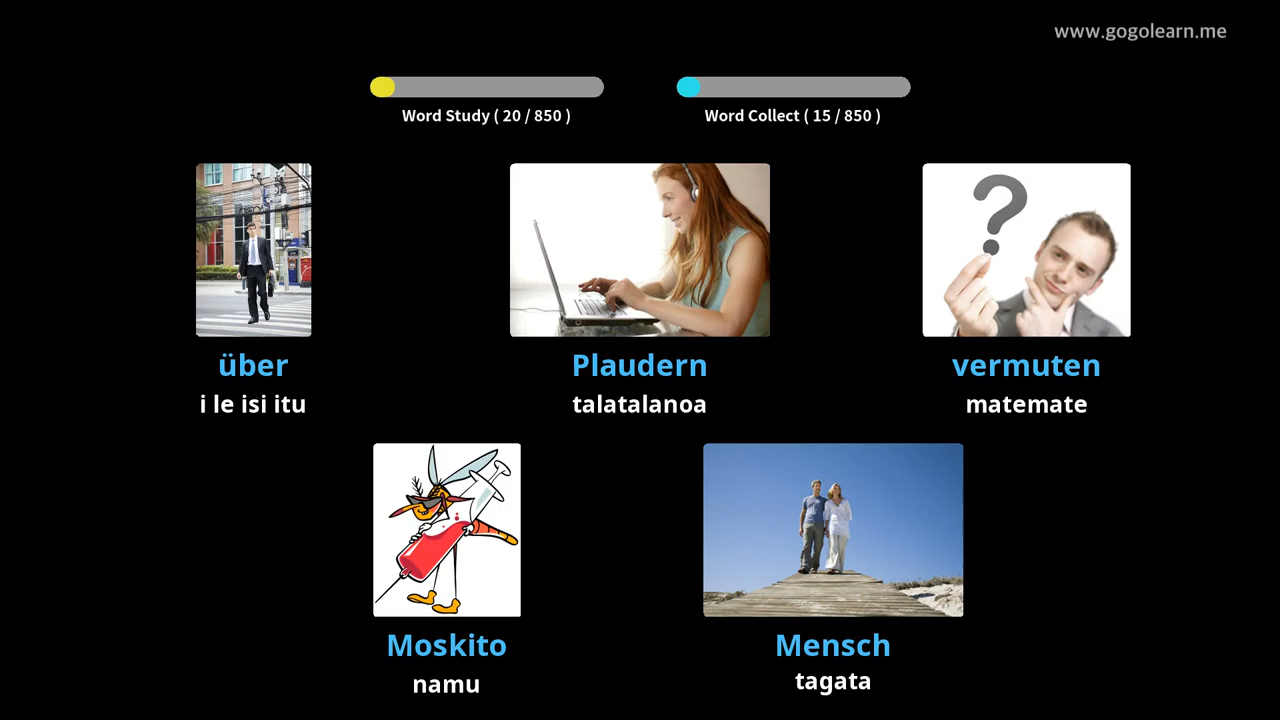 www.gogolearn.me
Word Study ( 20 / 850 )
Word Collect ( 15 / 850 )
über
i le isi itu
Plaudern
talatalanoa
vermuten
matemate
Moskito
namu
Mensch
tagata